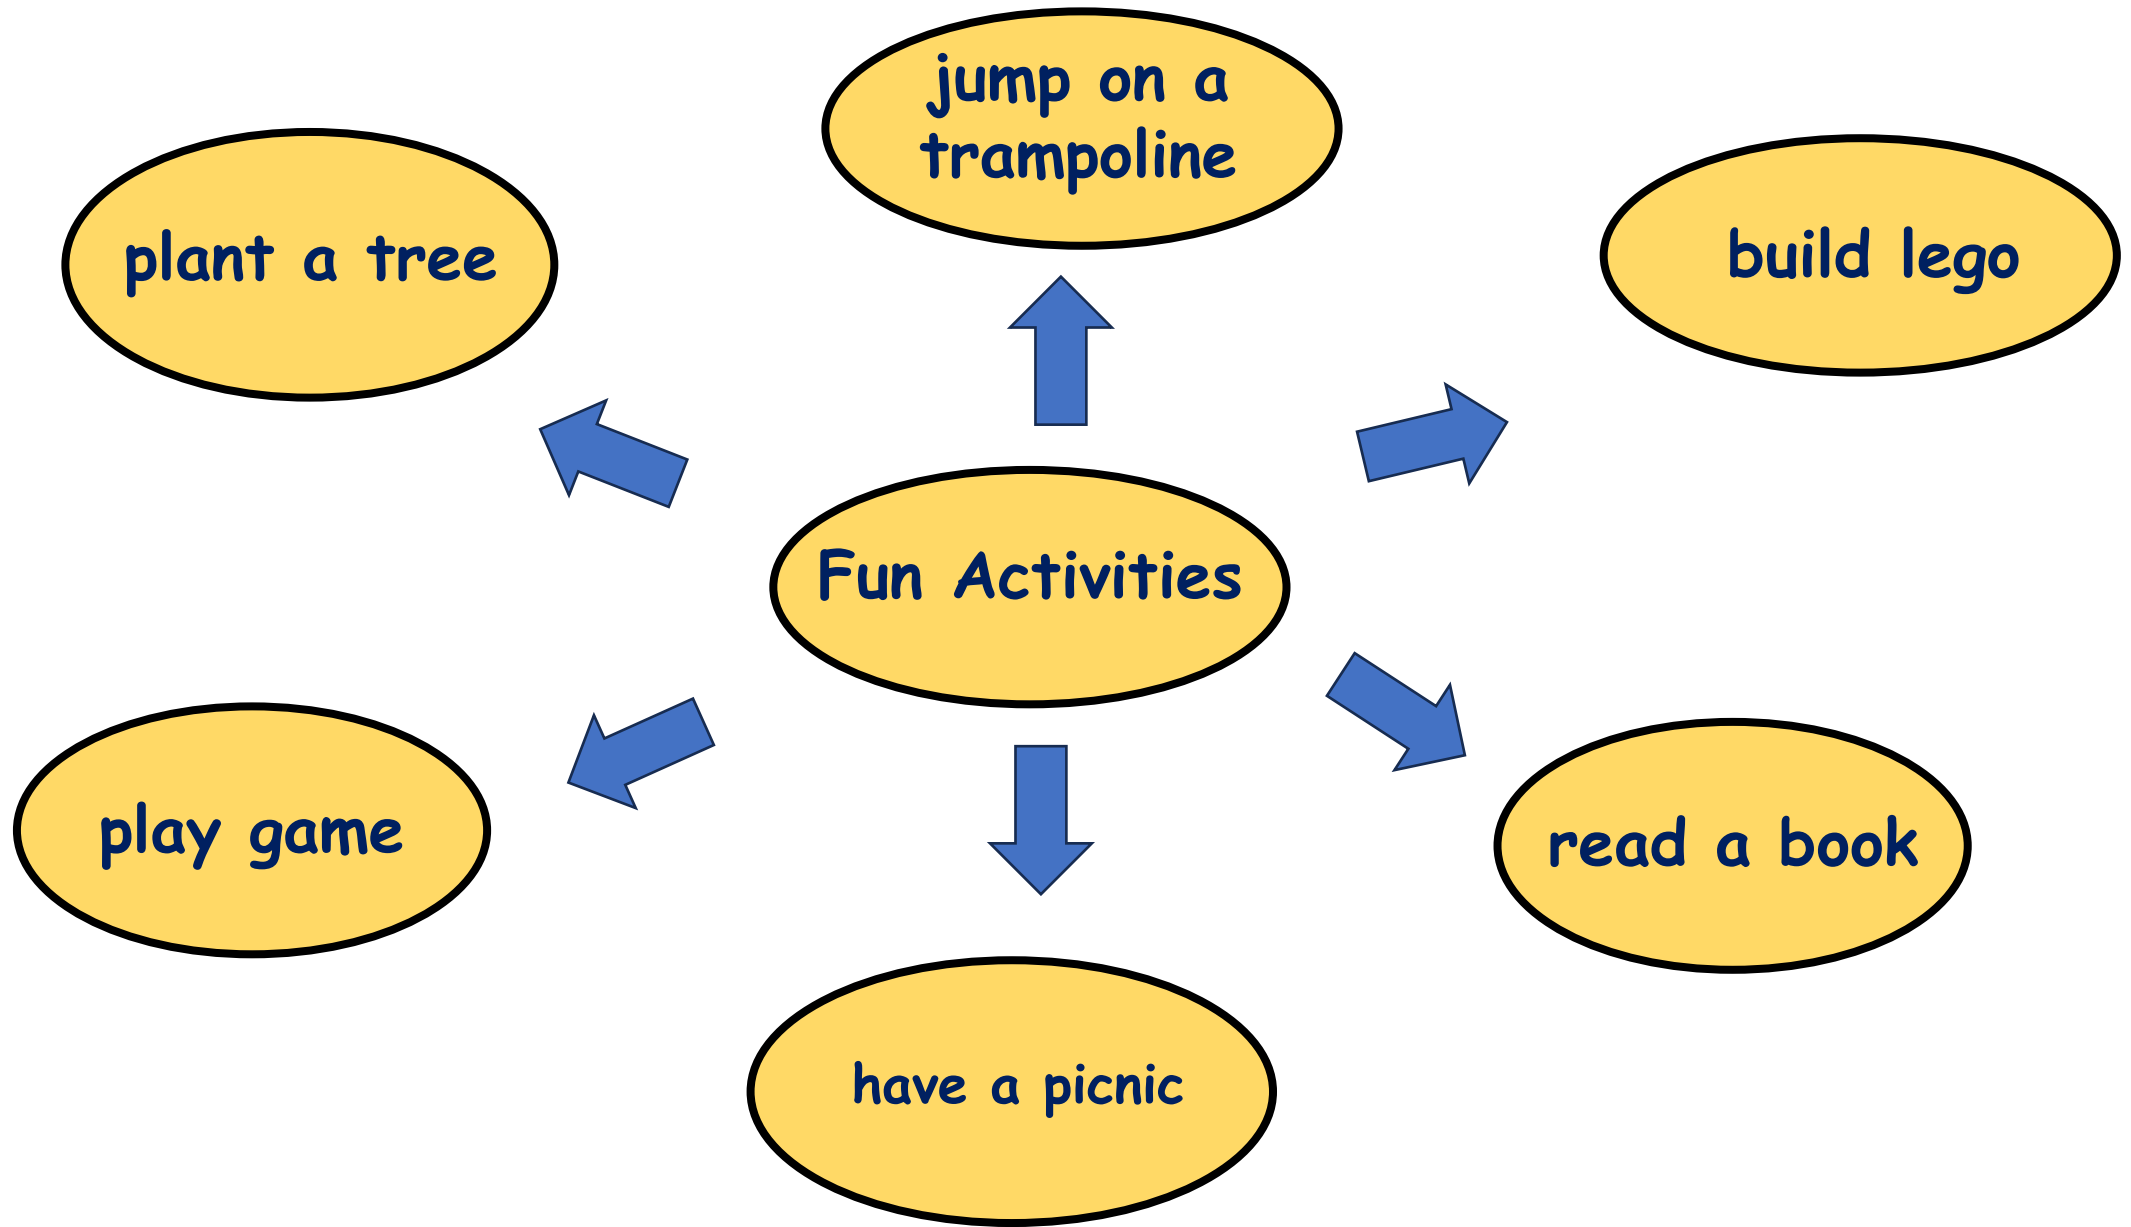 jump on a
trampoline
plant a tree
build lego
Fun Activities
play game
read a book
have a picnic